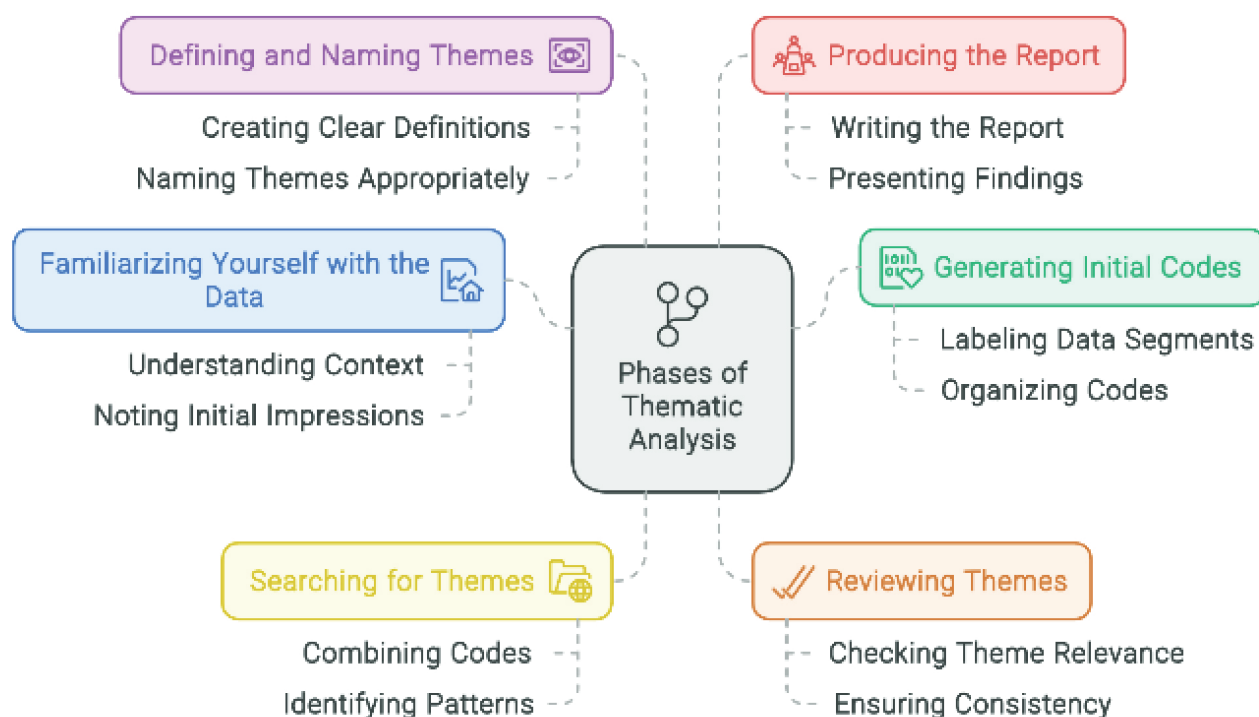 Defining and Naming Themes
Creating Clear Definitions
Naming Themes Appropriately
Producing the Report
Writing the Report
Presenting Findings
Familiarizing Yourself with the
Data
Understanding Context
Noting Initial Impressions
Phases of
Thematic
Analysis
Generating Initial Codes
Labeling Data Segments
Organizing Codes
Searching for Themes
Combining Codes
Identifying Patterns
Reviewing Themes
Checking Theme Relevance
Ensuring Consistency